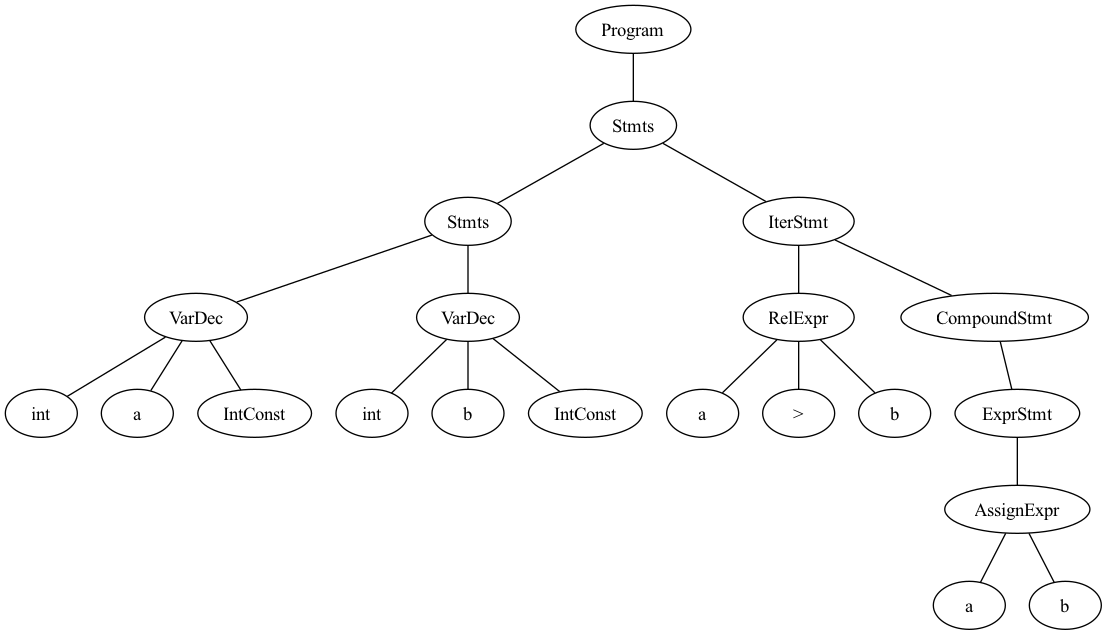 Program
Stmts
Stmts
IterStmt
VarDec
VarDec
RelExpr
CompoundStmt
int
a
IntConst
int
b
IntConst
a
>
b
ExprStmt
AssignExpr
a
b